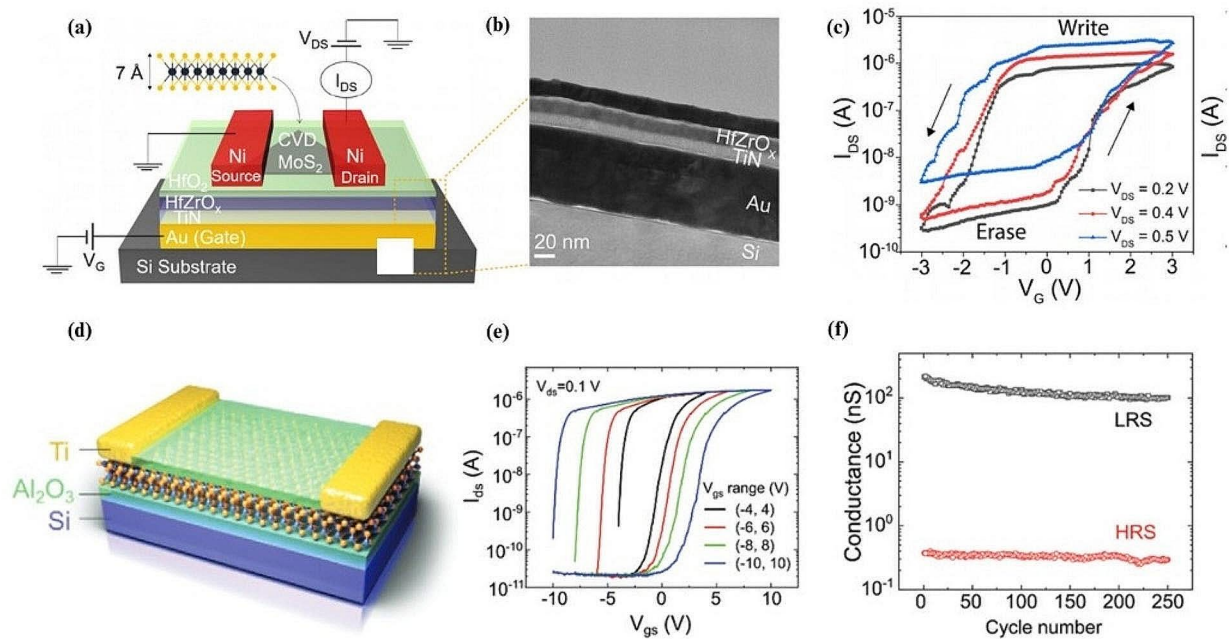 (a)
V_DS
I_DS
7 Å
CVD
MoS₂
Ni
Source
Ni
Drain
HfO₂
HfZrOₓ
TiN
Au (Gate)
V_G
Si Substrate
(b)
HfZrOₓ
TiN
Au
Si
20 nm
(c)
10⁻⁵
10⁻⁶
10⁻⁷
10⁻⁸
10⁻⁹
10⁻¹⁰
I_DS (A)
Write
Erase
V_DS = 0.2 V
V_DS = 0.4 V
V_DS = 0.5 V
-3 -2 -1 0 1 2 3
V_G (V)
I_DS (A)
(d)
Ti
Al₂O₃
Si
(e)
V_ds=0.1 V
10⁻⁵
10⁻⁶
10⁻⁷
10⁻⁸
10⁻⁹
10⁻¹⁰
10⁻¹¹
I_ds (A)
V_gs range (V)
(-4, 4)
(-6, 6)
(-8, 8)
(-10, 10)
-10 -5 0 5 10
V_gs (V)
(f)
10²
10¹
10⁰
10⁻¹
Conductance (nS)
LRS
HRS
0 50 100 150 200 250
Cycle number